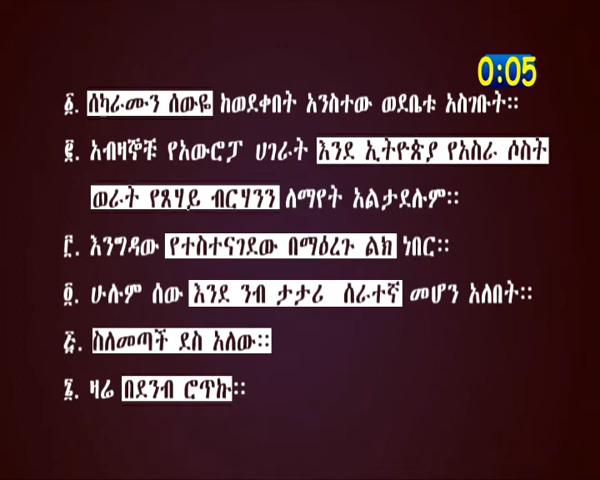 0:05
፩. ሰካራሙን ሰውዬ ከወደቀበት አንስተው ወደቤቱ አስገቡት።
፪. አብዛኞቹ የአውሮፓ ሀገራት እንደ ኢትዮጵያ የአስራ ሶስት
ወራት የጸሃይ ብርሃንን ለማየት አልታደሉም።
፫. እንግዳው የተስተናገደው በማዕረጉ ልክ ነበር።
፬. ሁሉም ሰው እንደ ንብ ታታሪ ሰራተኛ መሆን አለበት።
፭. ስለመጣች ደስ አለው።
፮. ዛሬ በደንብ ሮጥኩ።